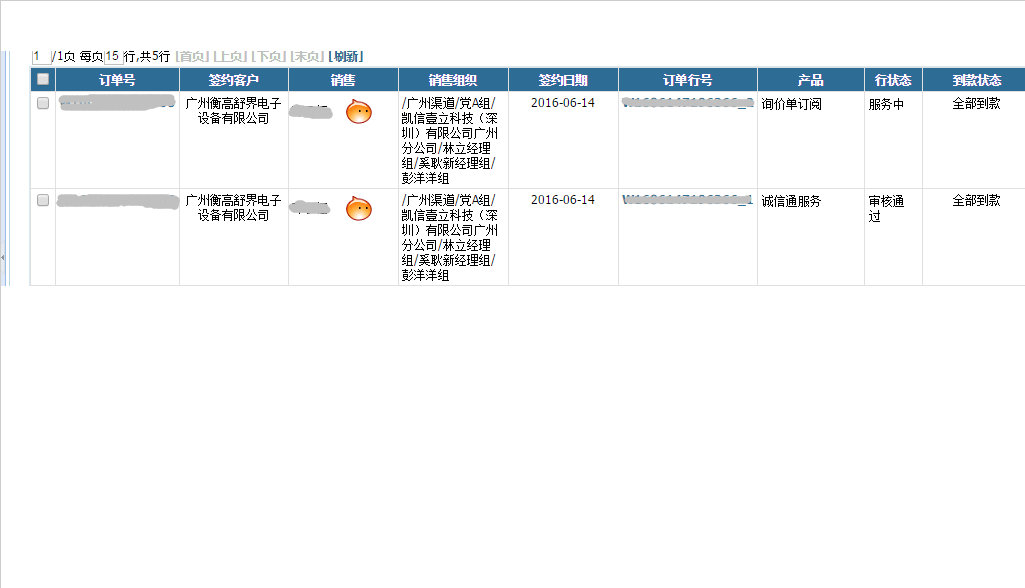 1 /1页 每页15行,共5行 [首页] [上页] [下页] [末页] [刷新]
订单号 签约客户 销售 销售组织 签约日期 订单行号 产品 行状态 到款状态
广州衡高舒界电子
设备有限公司
/广州渠道/党A组/
凯信壹立科技（深
圳）有限公司广州
分公司/林立经理
组/奚耿新经理组/
彭洋洋组
2016-06-14
询价单订阅
服务中
全部到款
广州衡高舒界电子
设备有限公司
/广州渠道/党A组/
凯信壹立科技（深
圳）有限公司广州
分公司/林立经理
组/奚耿新经理组/
彭洋洋组
2016-06-14
诚信通服务
审核通
过
全部到款